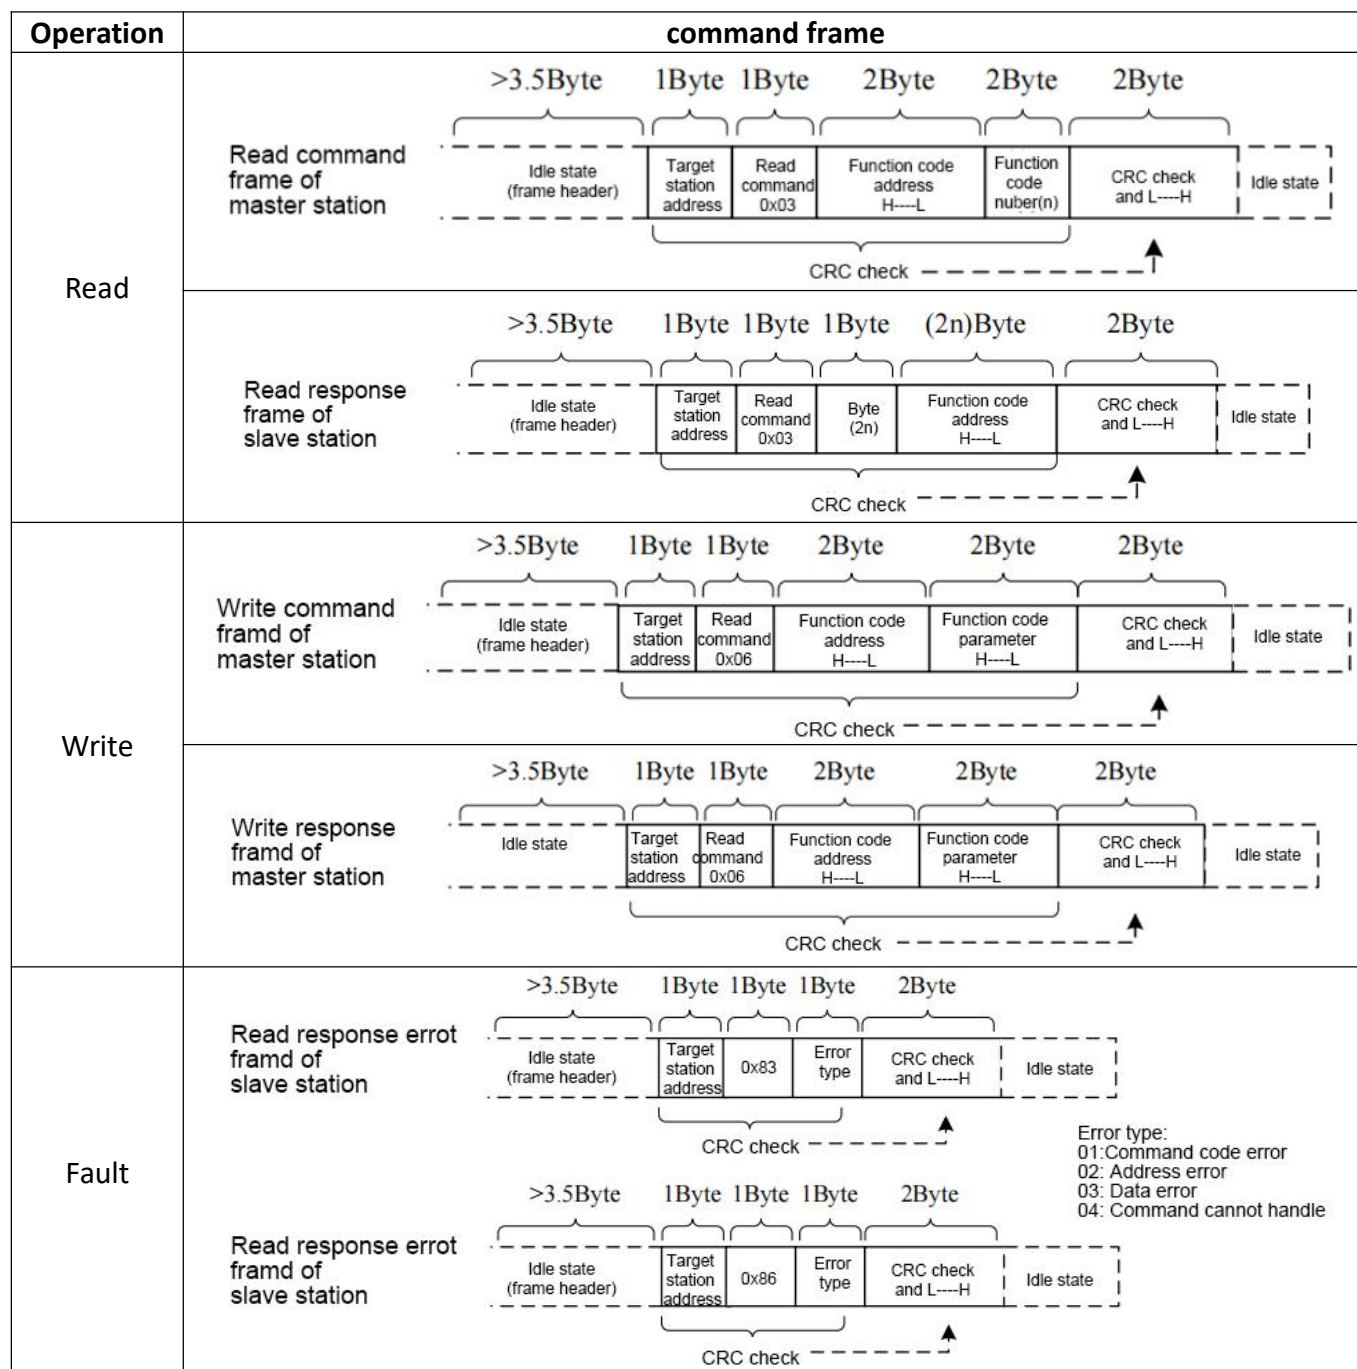 Operation
command frame
Read
>3.5Byte 1Byte 1Byte 2Byte 2Byte 2Byte
Read command
frame of
master station
Idle state
(frame header)
Target
station
address
Read
command
0x03
Function code
address
H----L
Function
code
nuber(n)
CRC check
and L----H
Idle state
CRC check
>3.5Byte 1Byte 1Byte 1Byte (2n)Byte 2Byte
Read response
frame of
slave station
Idle state
(frame header)
Target
station
address
Read
command
0x03
Byte
(2n)
Function code
address
H----L
CRC check
and L----H
Idle state
CRC check
Write
>3.5Byte 1Byte 1Byte 2Byte 2Byte 2Byte
Write command
framd of
master station
Idle state
(frame header)
Target
station
address
Read
command
0x06
Function code
address
H----L
Function code
parameter
H----L
CRC check
and L----H
Idle state
CRC check
>3.5Byte 1Byte 1Byte 2Byte 2Byte 2Byte
Write response
framd of
master station
Idle state
Target
station
address
Read
command
0x06
Function code
address
H----L
Function code
parameter
H----L
CRC check
and L----H
Idle state
CRC check
Fault
>3.5Byte 1Byte 1Byte 1Byte 2Byte
Read response errot
framd of
slave station
Idle state
(frame header)
Target
station
address
0x83
Error
type
CRC check
and L----H
Idle state
CRC check
Error type:
01:Command code error
02: Address error
03: Data error
04: Command cannot handle
>3.5Byte 1Byte 1Byte 1Byte 2Byte
Read response errot
framd of
slave station
Idle state
(frame header)
Target
station
address
0x86
Error
type
CRC check
and L----H
Idle state
CRC check